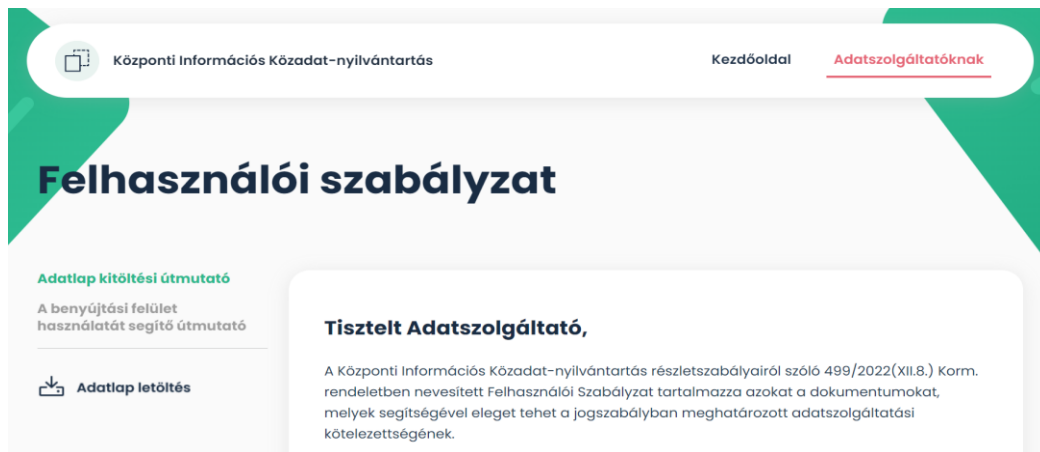 Központi Információs Közadat-nyilvántartás
Kezdőoldal
Adatszolgáltatóknak
Felhasználói szabályzat
Adatlap kitöltési útmutató
A benyújtási felület
használatát segítő útmutató
Adatlap letöltés
Tisztelt Adatszolgáltató,
A Központi Információs Közadat-nyilvántartás részletszabályairól szóló 499/2022(XII.8.) Korm.
rendeletben nevesített Felhasználói Szabályzat tartalmazza azokat a dokumentumokat,
melyek segítségével eleget tehet a jogszabályban meghatározott adatszolgáltatási
kötelezettségének.